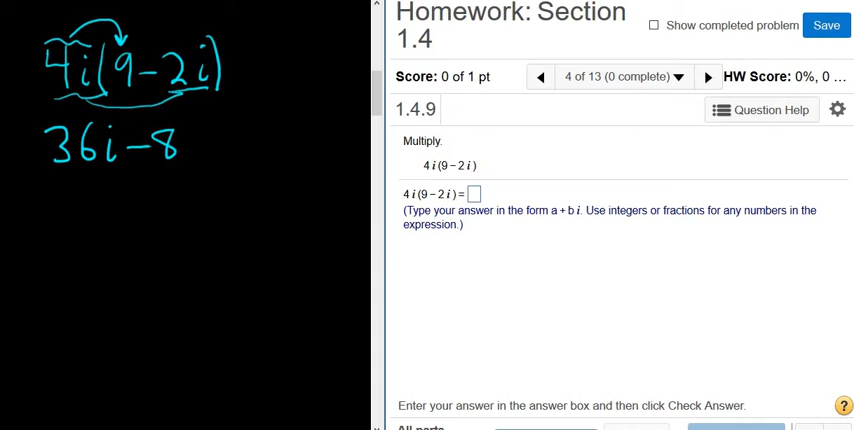 4i(9-2i)
36i-8
Homework: Section 1.4
Show completed problem
Save
Score: 0 of 1 pt
4 of 13 (0 complete)
HW Score: 0%, 0 ...
1.4.9
Question Help
Multiply.
4 i (9 - 2 i )
4 i (9 - 2 i ) =
(Type your answer in the form a + b i. Use integers or fractions for any numbers in the
expression.)
Enter your answer in the answer box and then click Check Answer.
?
All parts